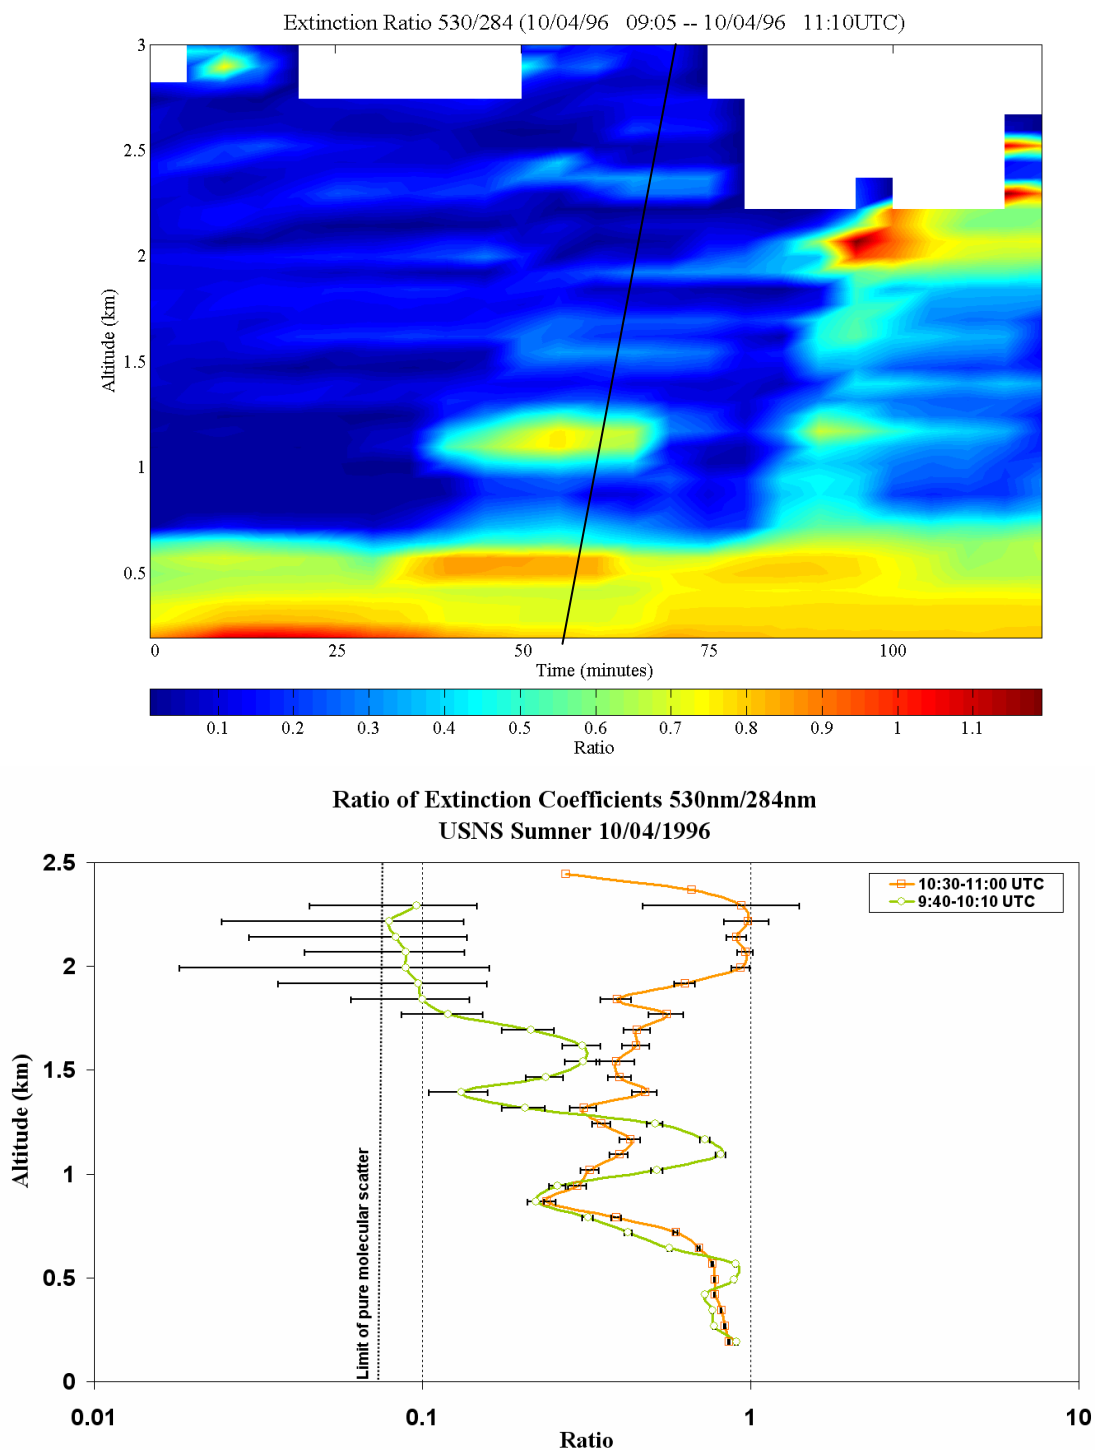 Extinction Ratio 530/284 (10/04/96 09:05 -- 10/04/96 11:10UTC)
3
2.5
2
1.5
1
0.5
Altitude (km)
0 25 50 75 100
Time (minutes)
0.1 0.2 0.3 0.4 0.5 0.6 0.7 0.8 0.9 1 1.1
Ratio
Ratio of Extinction Coefficients 530nm/284nm
USNS Sumner 10/04/1996
2.5
2
1.5
1
0.5
0
Altitude (km)
10:30-11:00 UTC
9:40-10:10 UTC
Limit of pure molecular scatter
0.01 0.1 1 10
Ratio